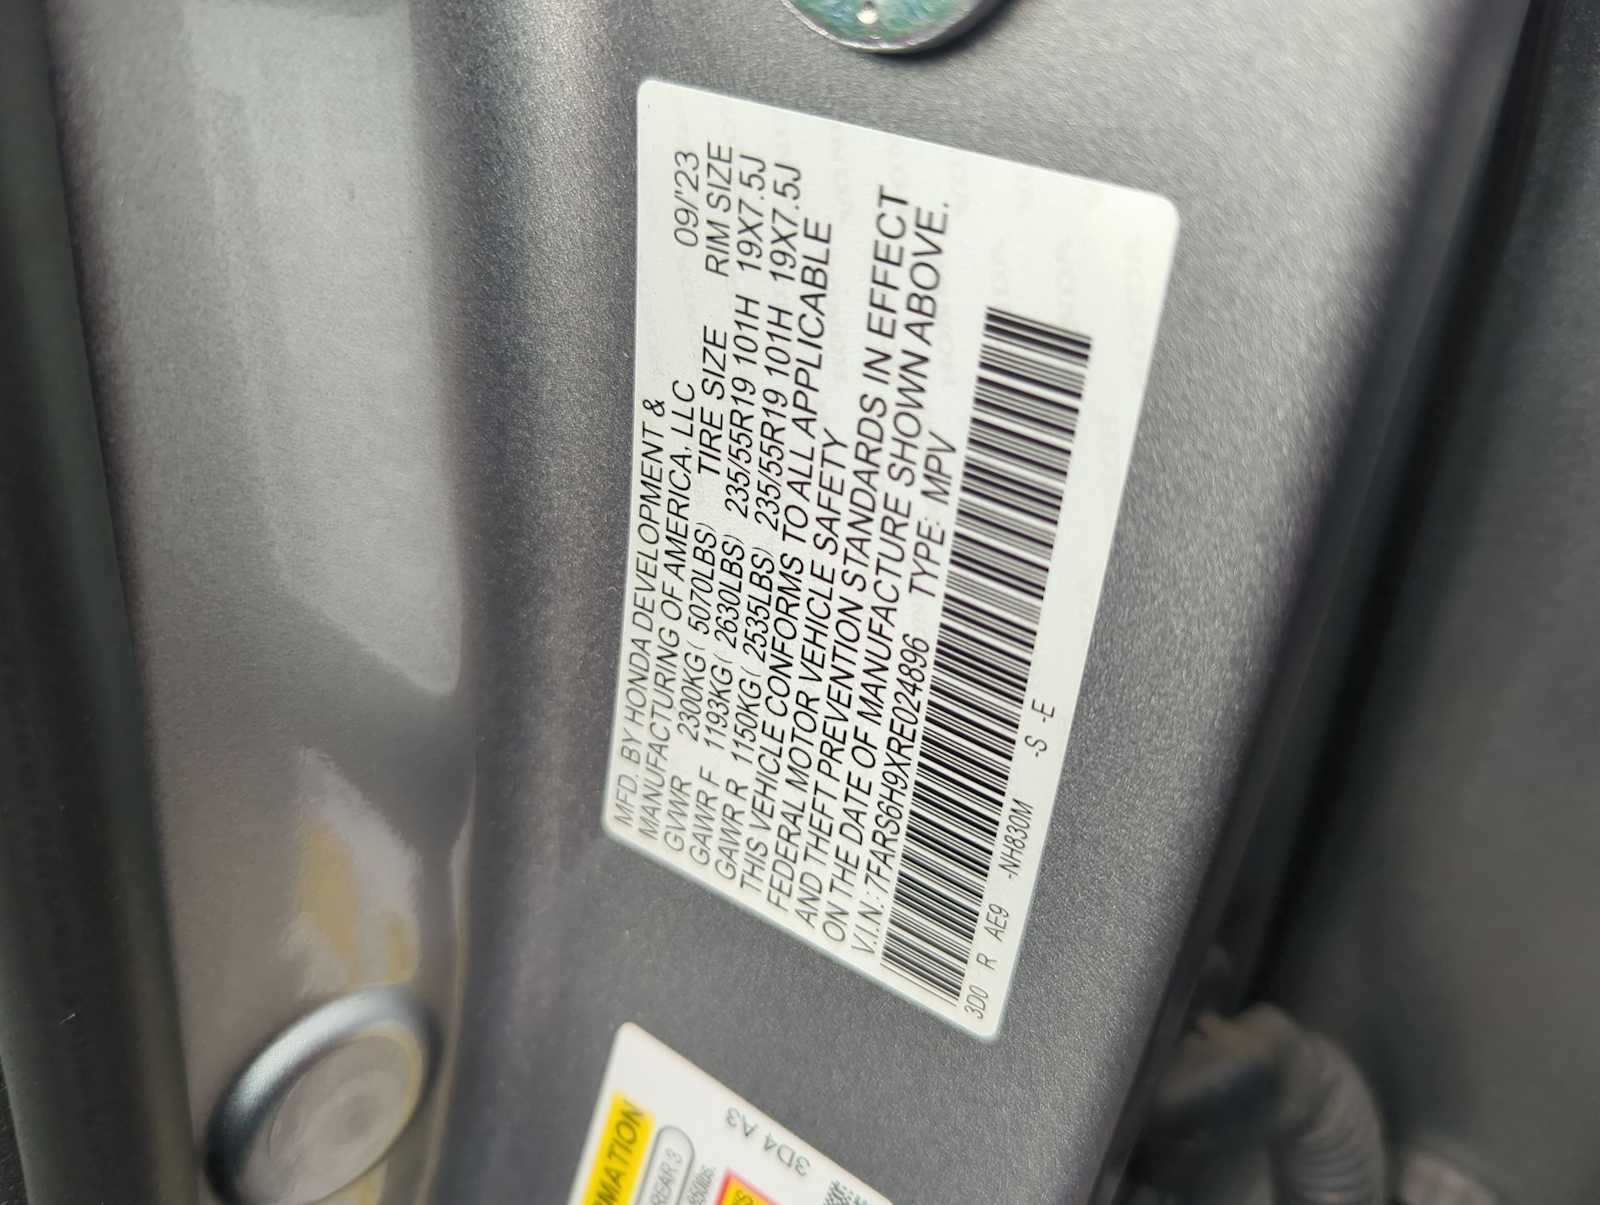 MFD. BY HONDA DEVELOPMENT &
MANUFACTURING OF AMERICA, LLC 09/'23
GVWR 2300KG ( 5070LBS) TIRE SIZE RIM SIZE
GAWR F 1193KG ( 2630LBS) 235/55R19 101H 19X7.5J
GAWR R 1150KG ( 2535LBS) 235/55R19 101H 19X7.5J
THIS VEHICLE CONFORMS TO ALL APPLICABLE
FEDERAL MOTOR VEHICLE SAFETY
AND THEFT PREVENTION STANDARDS IN EFFECT
ON THE DATE OF MANUFACTURE SHOWN ABOVE.
V.I.N.: 7FARS6H9XRE024896 TYPE: MPV
3D0 R AE9 -NH830M -S -E
REAR 3
3D4 A3